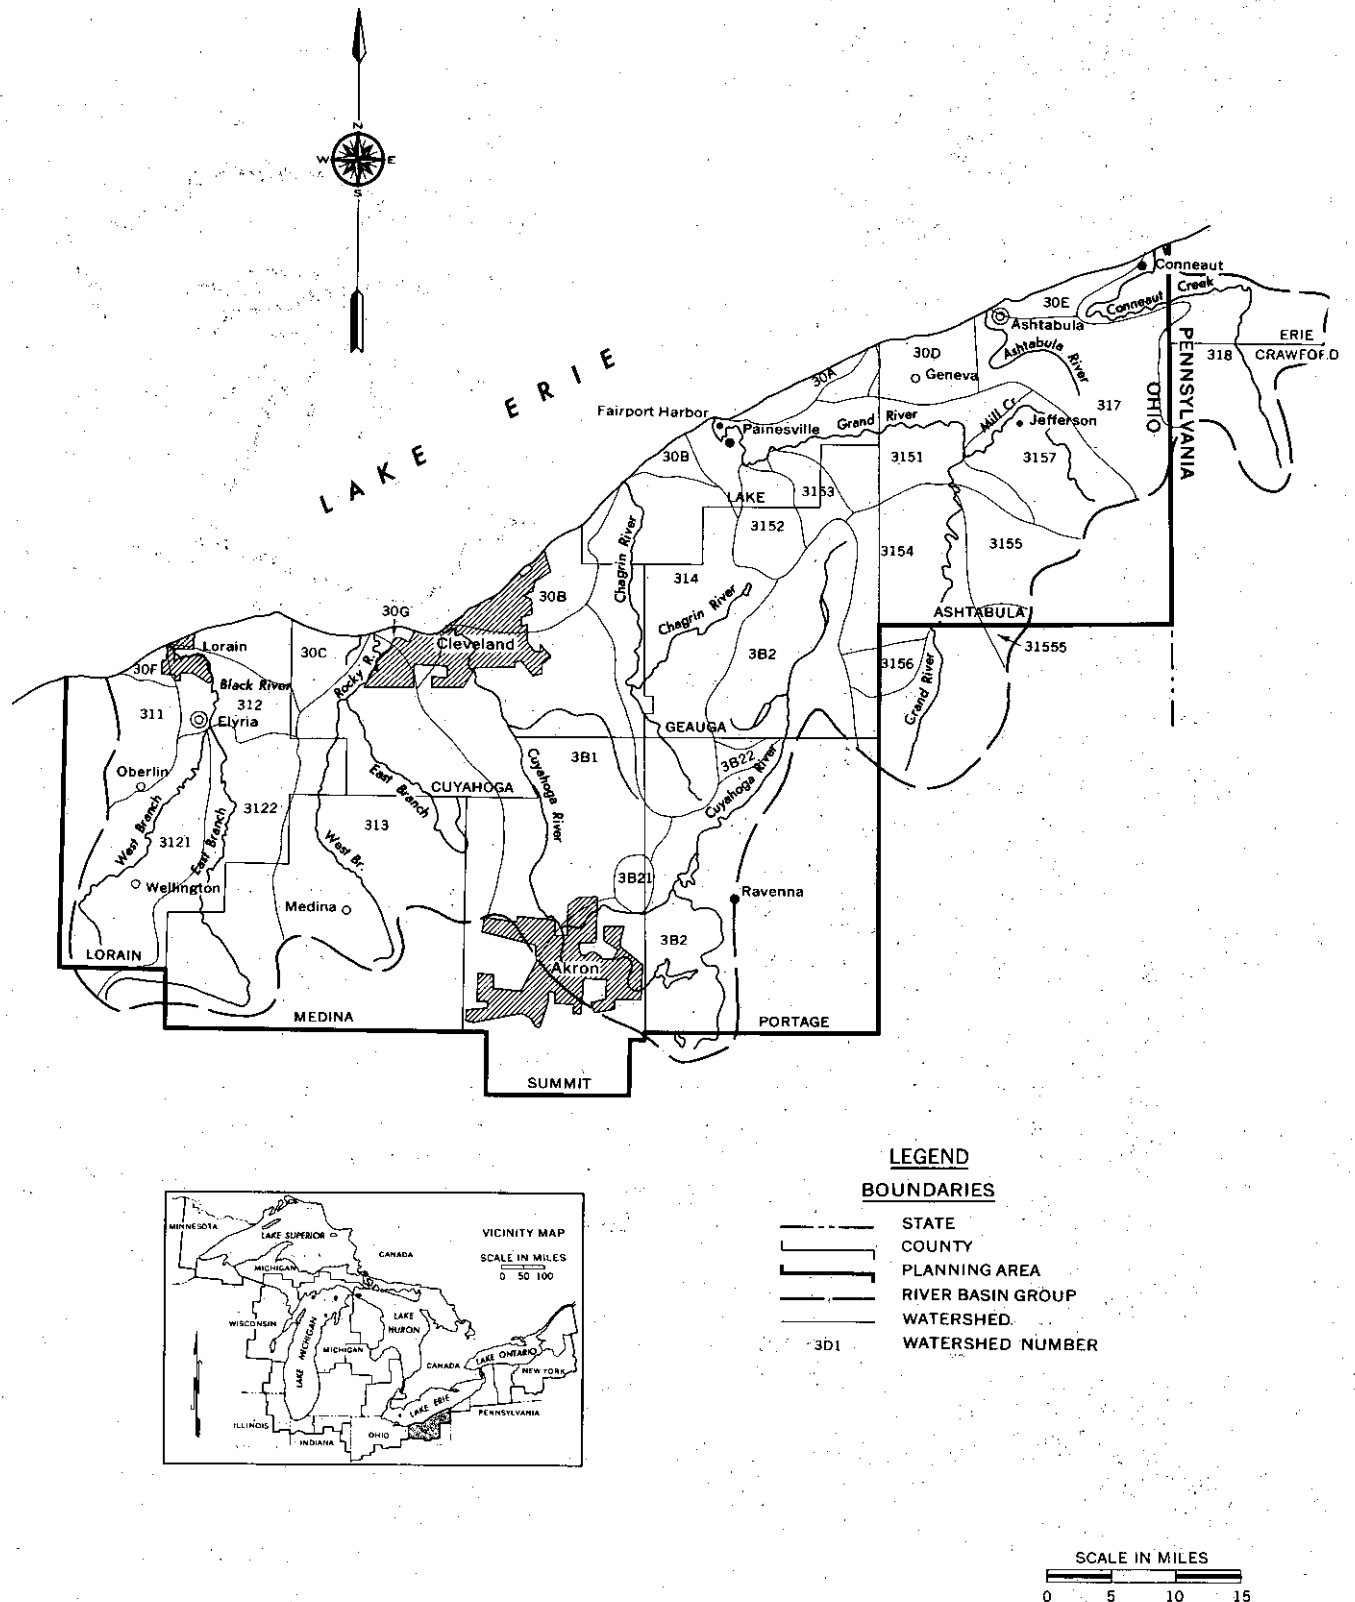 N
W E
S
LAKE ERIE
Conneaut
Conneaut Creek
30E
Ashtabula
Ashtabula River
PENNSYLVANIA
OHIO
ERIE
318
CRAWFORD
30D
Geneva
30A
317
Fairport Harbor
Painesville
Grand River
Mill Cr.
Jefferson
30B
3151
3157
LAKE
3153
3152
Chagrin River
3154
3155
314
30B
Chagrin River
ASHTABULA
30G
Cleveland
31555
Lorain
30C
3B2
3156
30F
Rocky R.
Grand River
Black River
311
312
Elyria
GEAUGA
3B1
3B22
Oberlin
East Branch
CUYAHOGA
Cuyahoga River
Cuyahoga River
West Branch
3122
313
3121
East Branch
West Br.
3B21
Wellington
Ravenna
Medina
3B2
LORAIN
Akron
MEDINA
PORTAGE
SUMMIT
LEGEND
BOUNDARIES
STATE
COUNTY
PLANNING AREA
RIVER BASIN GROUP
WATERSHED
3D1 WATERSHED NUMBER
VICINITY MAP
SCALE IN MILES
0 50 100
MINNESOTA
LAKE SUPERIOR
CANADA
MICHIGAN
WISCONSIN
LAKE MICHIGAN
LAKE HURON
MICHIGAN
CANADA
LAKE ONTARIO
NEW YORK
LAKE ERIE
PENNSYLVANIA
ILLINOIS
INDIANA
OHIO
SCALE IN MILES
0 5 10 15